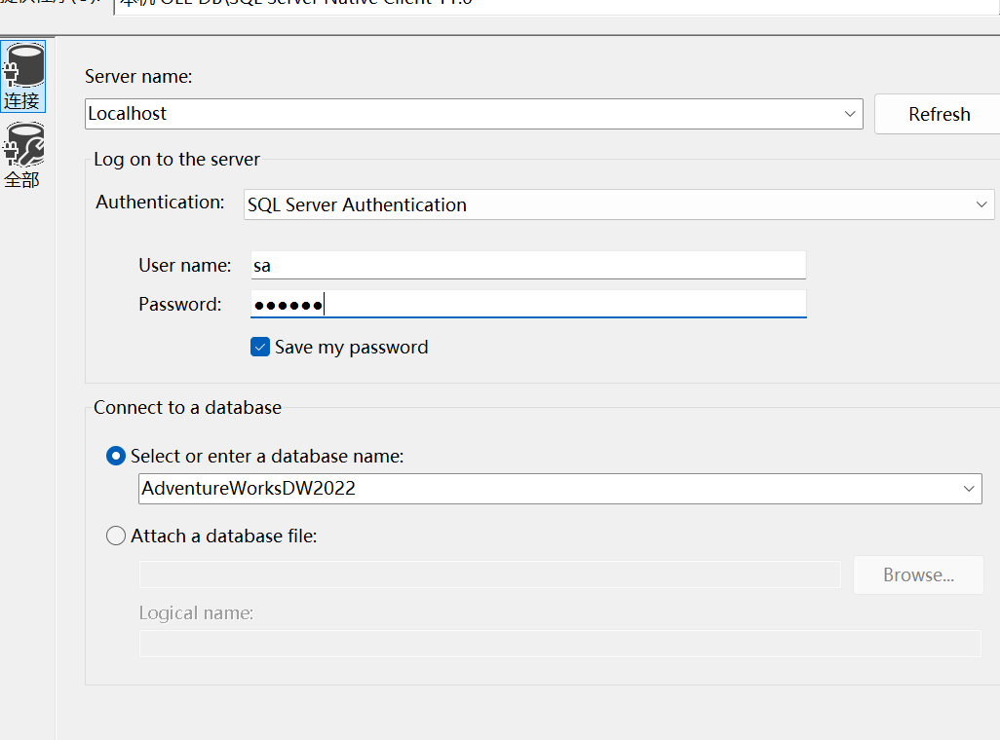 本机 OLE DB\SQL Server Native Client 11.0
连接
全部
Server name:
Localhost
Refresh
Log on to the server
Authentication:
SQL Server Authentication
User name:
sa
Password:
●●●●●●
Save my password
Connect to a database
Select or enter a database name:
AdventureWorksDW2022
Attach a database file:
Browse...
Logical name: